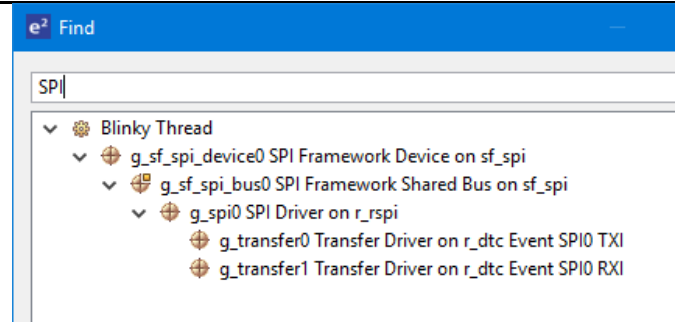 e² Find
SPI
Blinky Thread
g_sf_spi_device0 SPI Framework Device on sf_spi
g_sf_spi_bus0 SPI Framework Shared Bus on sf_spi
g_spi0 SPI Driver on r_rspi
g_transfer0 Transfer Driver on r_dtc Event SPI0 TXI
g_transfer1 Transfer Driver on r_dtc Event SPI0 RXI